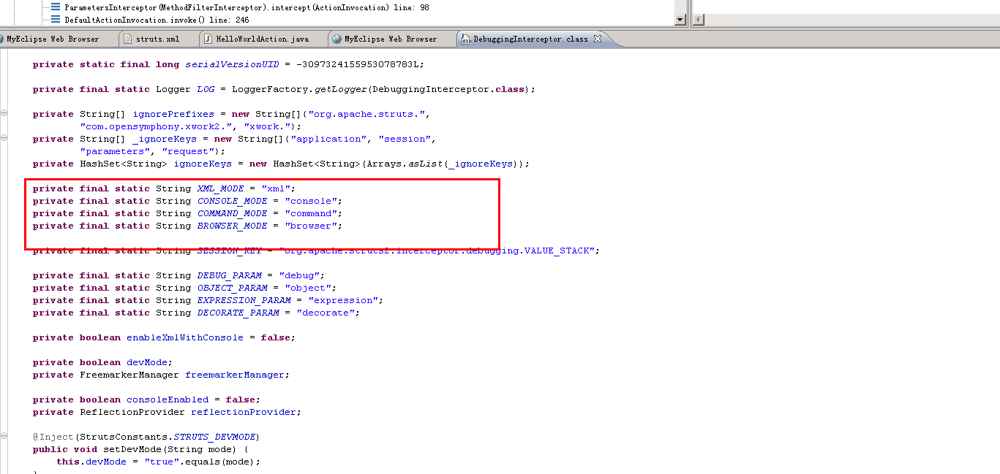 ParametersInterceptor(MethodFilterInterceptor).intercept(ActionInvocation) line: 98
DefaultActionInvocation.invoke() line: 246
MyEclipse Web Browser struts.xml HelloWorldAction.java MyEclipse Web Browser DebuggingInterceptor.class
private static final long serialVersionUID = -3097324155953078783L;
private final static Logger LOG = LoggerFactory.getLogger(DebuggingInterceptor.class);
private String[] ignorePrefixes = new String[]{"org.apache.struts.",
"com.opensymphony.xwork2.", "xwork."};
private String[] _ignoreKeys = new String[]{"application", "session",
"parameters", "request"};
private HashSet<String> ignoreKeys = new HashSet<String>(Arrays.asList(_ignoreKeys));
private final static String XML_MODE = "xml";
private final static String CONSOLE_MODE = "console";
private final static String COMMAND_MODE = "command";
private final static String BROWSER_MODE = "browser";
private final static String SESSION_KEY = "org.apache.struts2.interceptor.debugging.VALUE_STACK";
private final static String DEBUG_PARAM = "debug";
private final static String OBJECT_PARAM = "object";
private final static String EXPRESSION_PARAM = "expression";
private final static String DECORATE_PARAM = "decorate";
private boolean enableXmlWithConsole = false;
private boolean devMode;
private FreemarkerManager freemarkerManager;
private boolean consoleEnabled = false;
private ReflectionProvider reflectionProvider;
@Inject(StrutsConstants.STRUTS_DEVMODE)
public void setDevMode(String mode) {
this.devMode = "true".equals(mode);